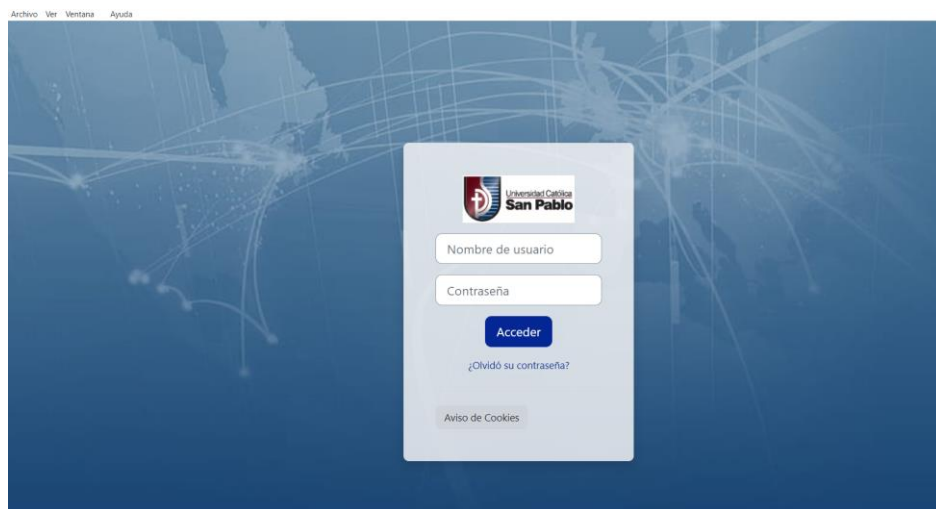 Archivo Ver Ventana Ayuda
Universidad Católica
San Pablo
Nombre de usuario
Contraseña
Acceder
¿Olvidó su contraseña?
Aviso de Cookies